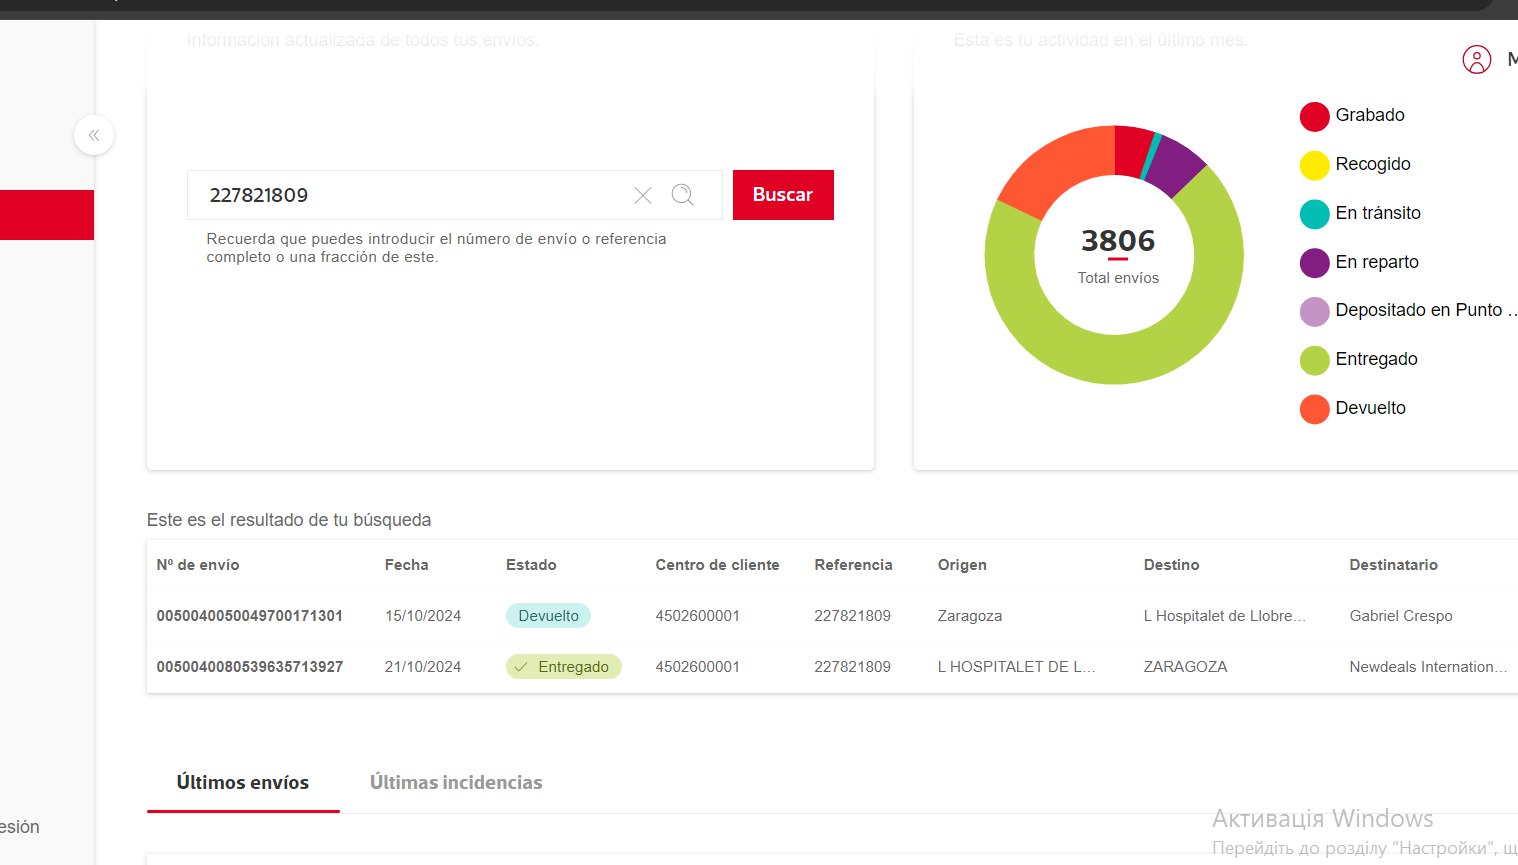 Información actualizada de todos tus envíos.
Esta es tu actividad en el último mes.
M
227821809
Buscar
Recuerda que puedes introducir el número de envío o referencia
completo o una fracción de este.
3806
Total envíos
Grabado
Recogido
En tránsito
En reparto
Depositado en Punto ...
Entregado
Devuelto
Este es el resultado de tu búsqueda
Nº de envío Fecha Estado Centro de cliente Referencia Origen Destino Destinatario
0050040050049700171301 15/10/2024 Devuelto 4502600001 227821809 Zaragoza L Hospitalet de Llobre... Gabriel Crespo
0050040080539635713927 21/10/2024 Entregado 4502600001 227821809 L HOSPITALET DE L... ZARAGOZA Newdeals Internation...
Últimos envíos
Últimas incidencias
esión
Активація Windows
Перейдіть до розділу "Настройки", щ